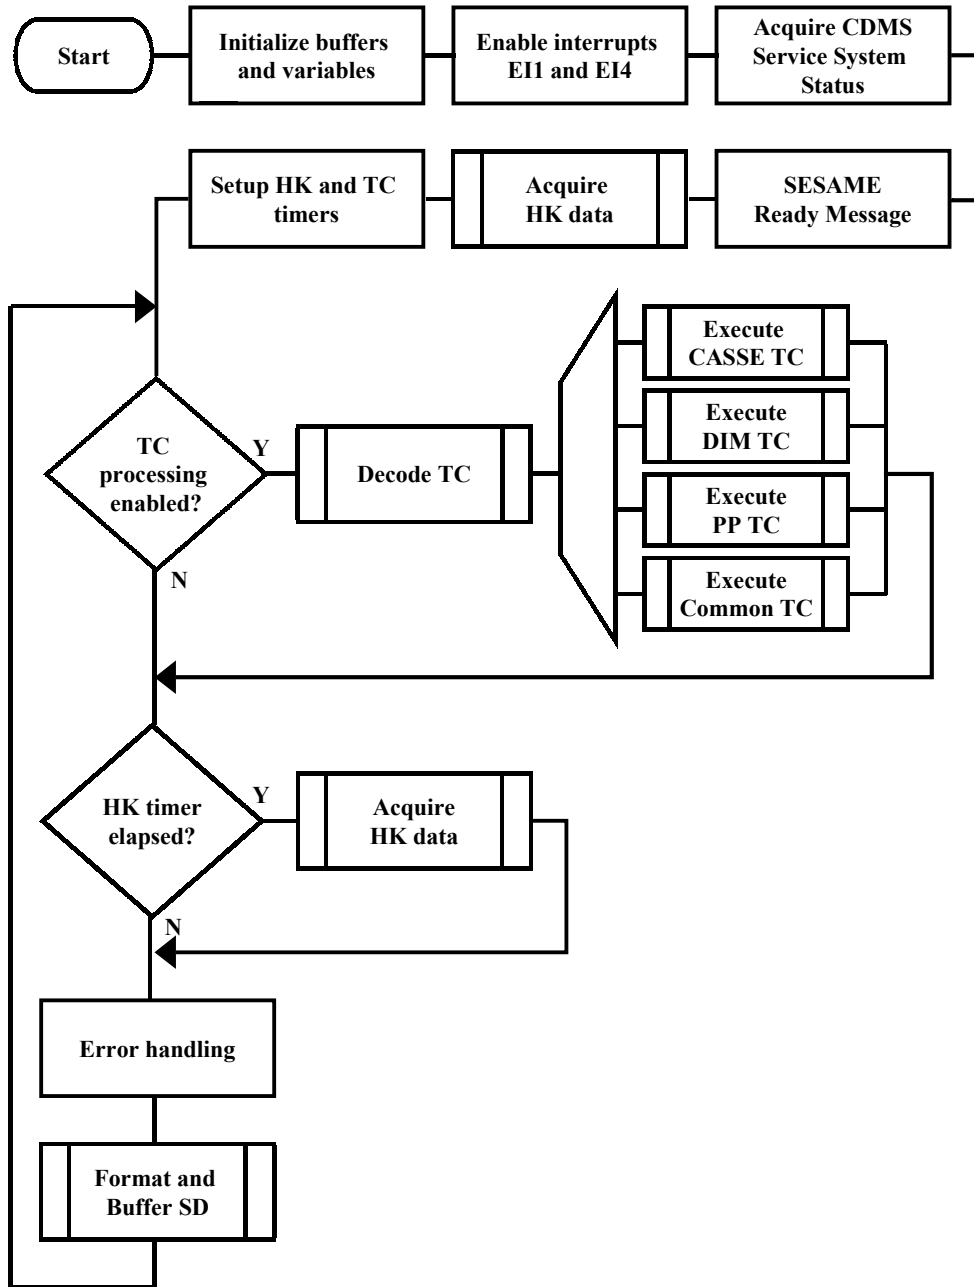 Start
Initialize buffers
and variables
Enable interrupts
EI1 and EI4
Acquire CDMS
Service System
Status
Setup HK and TC
timers
Acquire
HK data
SESAME
Ready Message
TC
processing
enabled?
Y
N
Decode TC
Execute
CASSE TC
Execute
DIM TC
Execute
PP TC
Execute
Common TC
HK timer
elapsed?
Y
N
Acquire
HK data
Error handling
Format and
Buffer SD